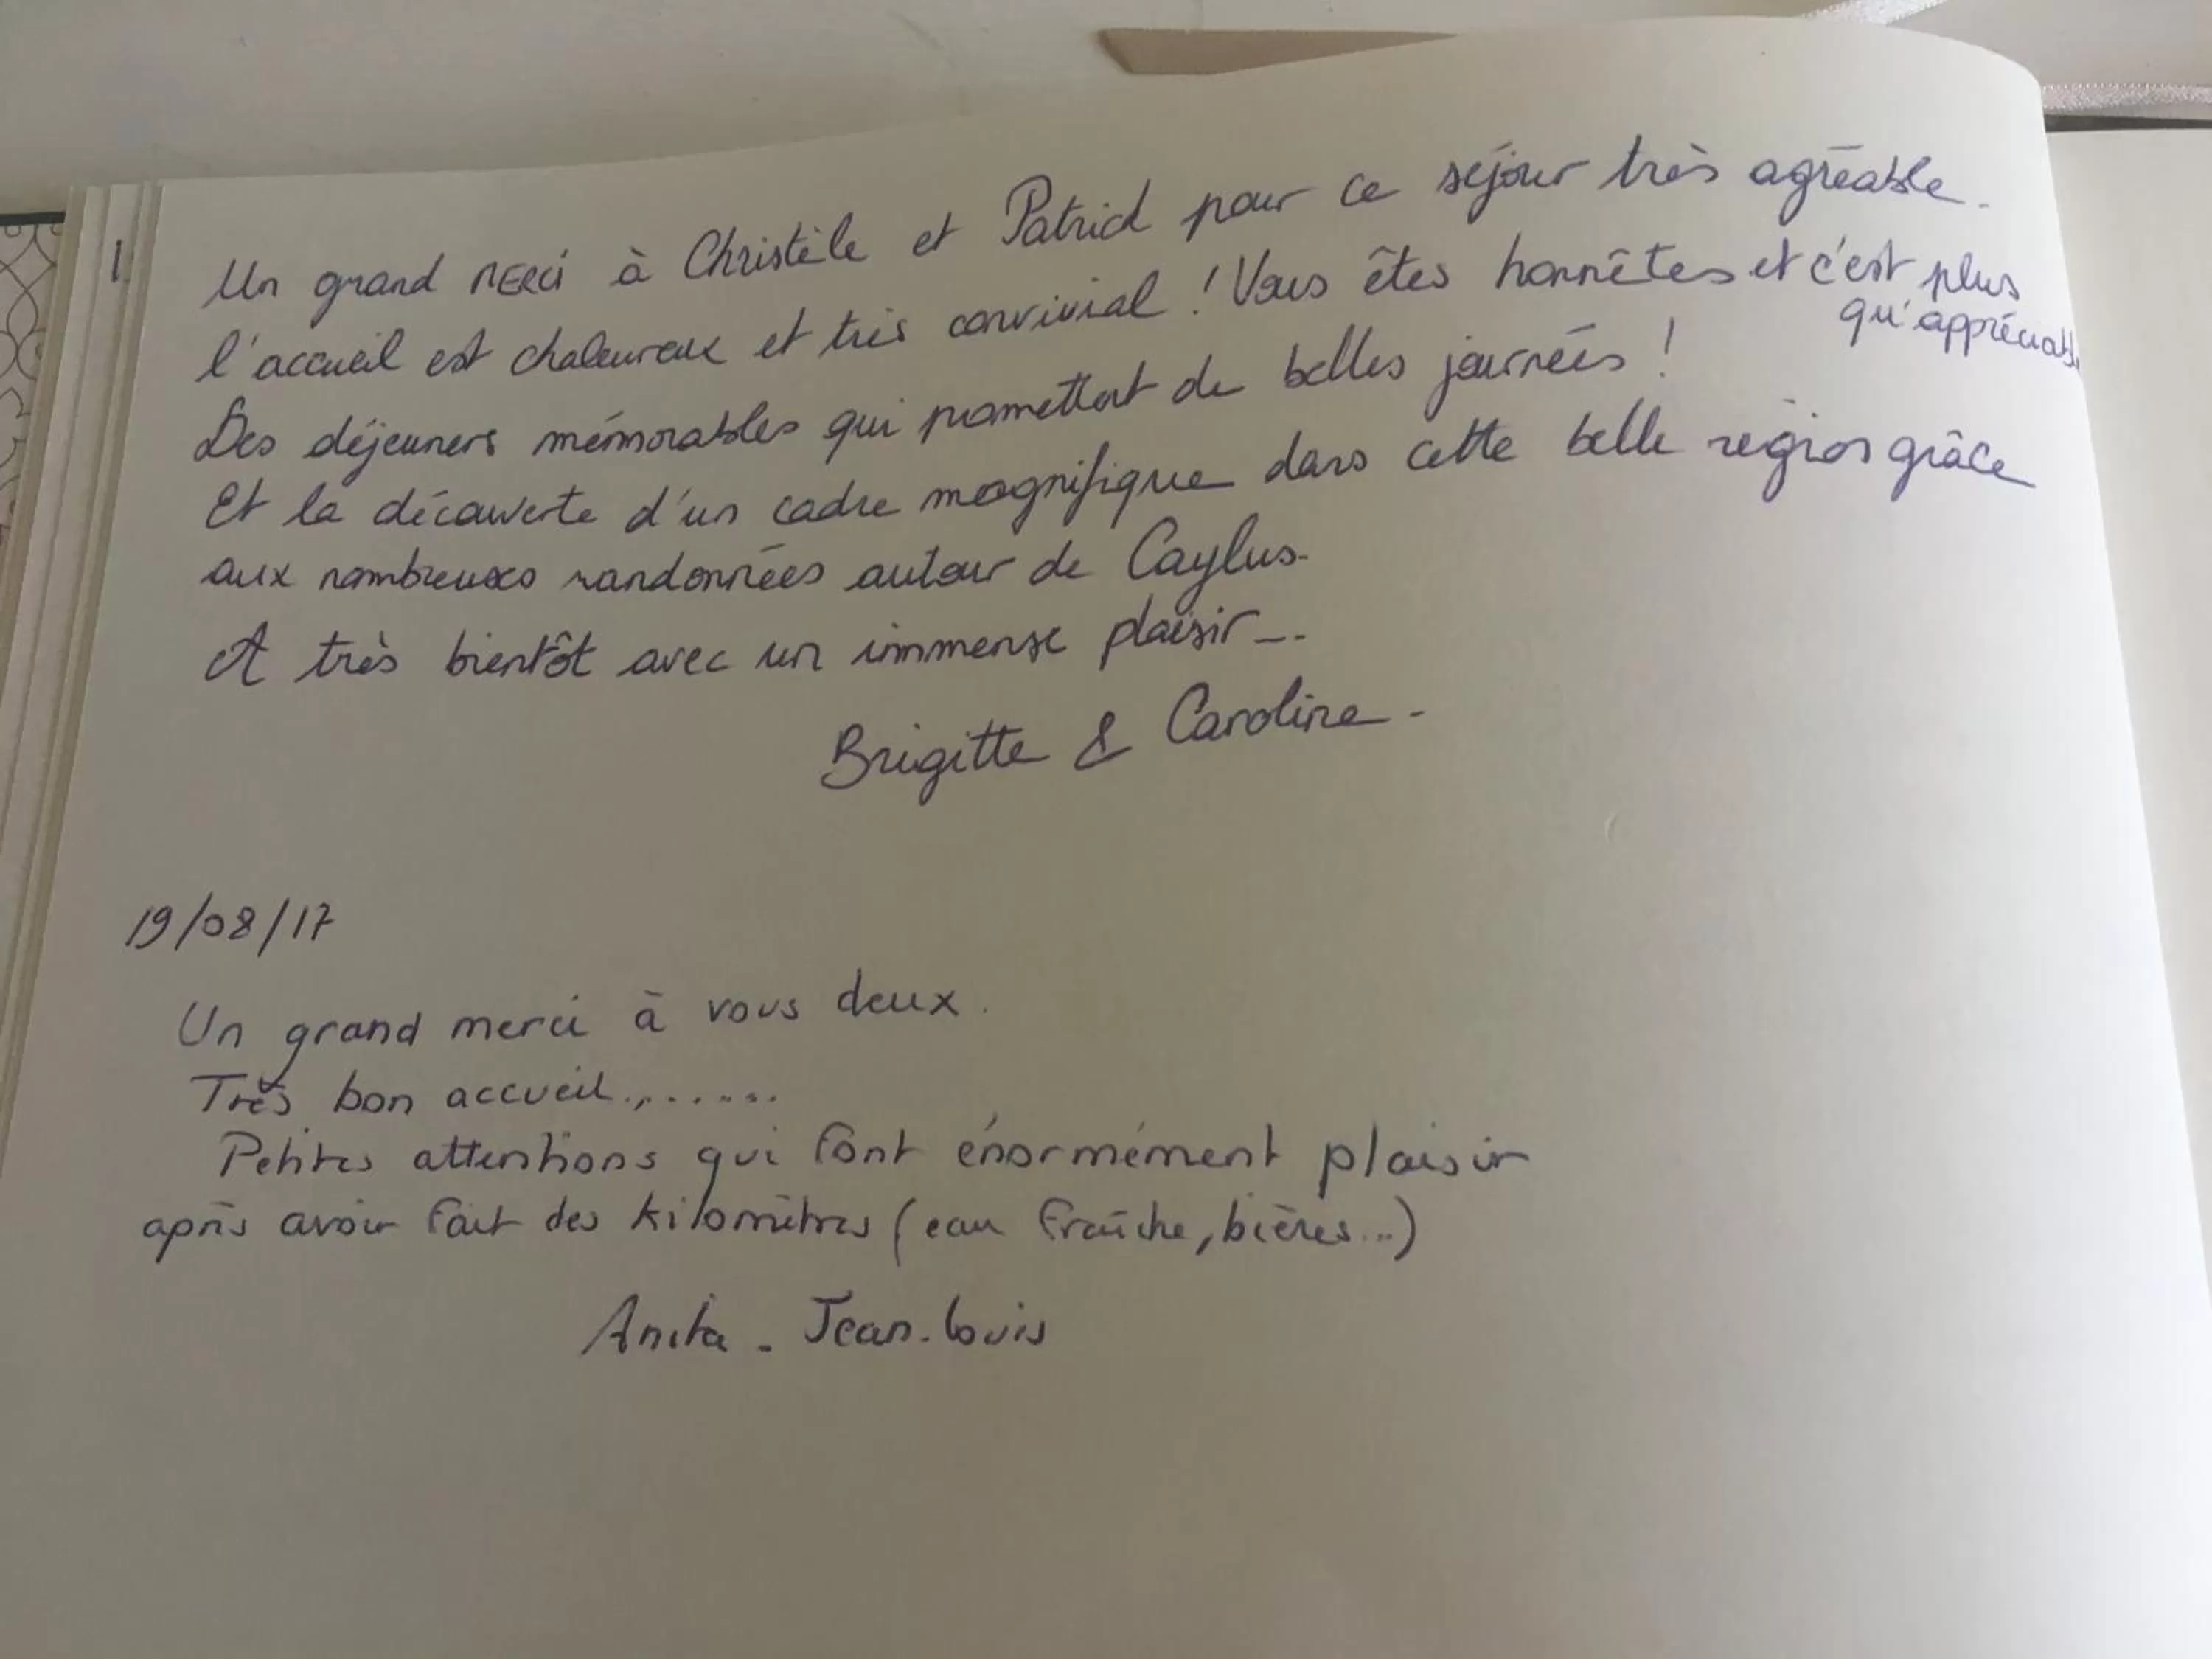 Un grand MERCi à Christèle et Patrick pour ce séjour très agréable.
l'accueil est chaleureux et très convivial ! Vous êtes honnêtes et c'est plus
qu'appréciable
Des déjeuners mémorables qui promettent de belles journées !
Et la découverte d'un cadre magnifique dans cette belle région grâce
aux nombreuses randonnées autour de Caylus.
A très bientôt avec un immense plaisir...
Brigitte & Caroline.
19/08/17
Un grand merci à vous deux.
Très bon accueil........
Petites attentions qui font énormément plaisir
après avoir fait des kilomètres (eau fraîche, bières...)
Anita - Jean-Louis